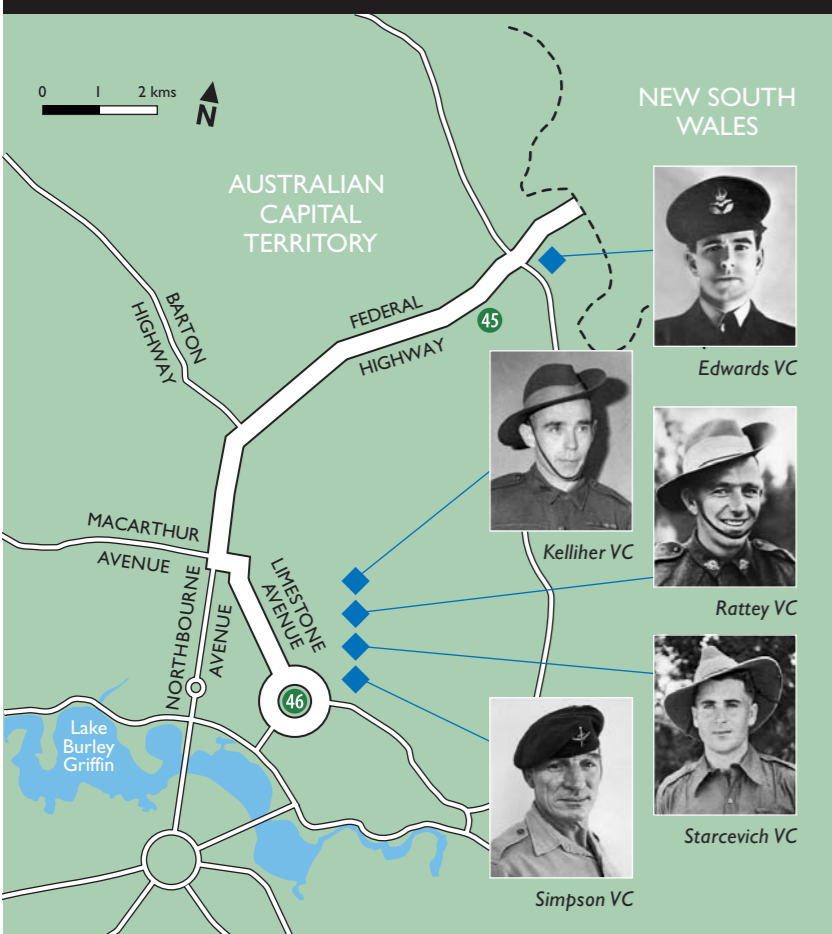 0 1 2 kms
N
NEW SOUTH
WALES
AUSTRALIAN
CAPITAL
TERRITORY
BARTON
HIGHWAY
FEDERAL
HIGHWAY
45
Edwards VC
Kelliher VC
Rattey VC
MACARTHUR
AVENUE
LIMESTONE
AVENUE
NORTHBOURNE
AVENUE
46
Lake
Burley
Griffin
Starcevich VC
Simpson VC